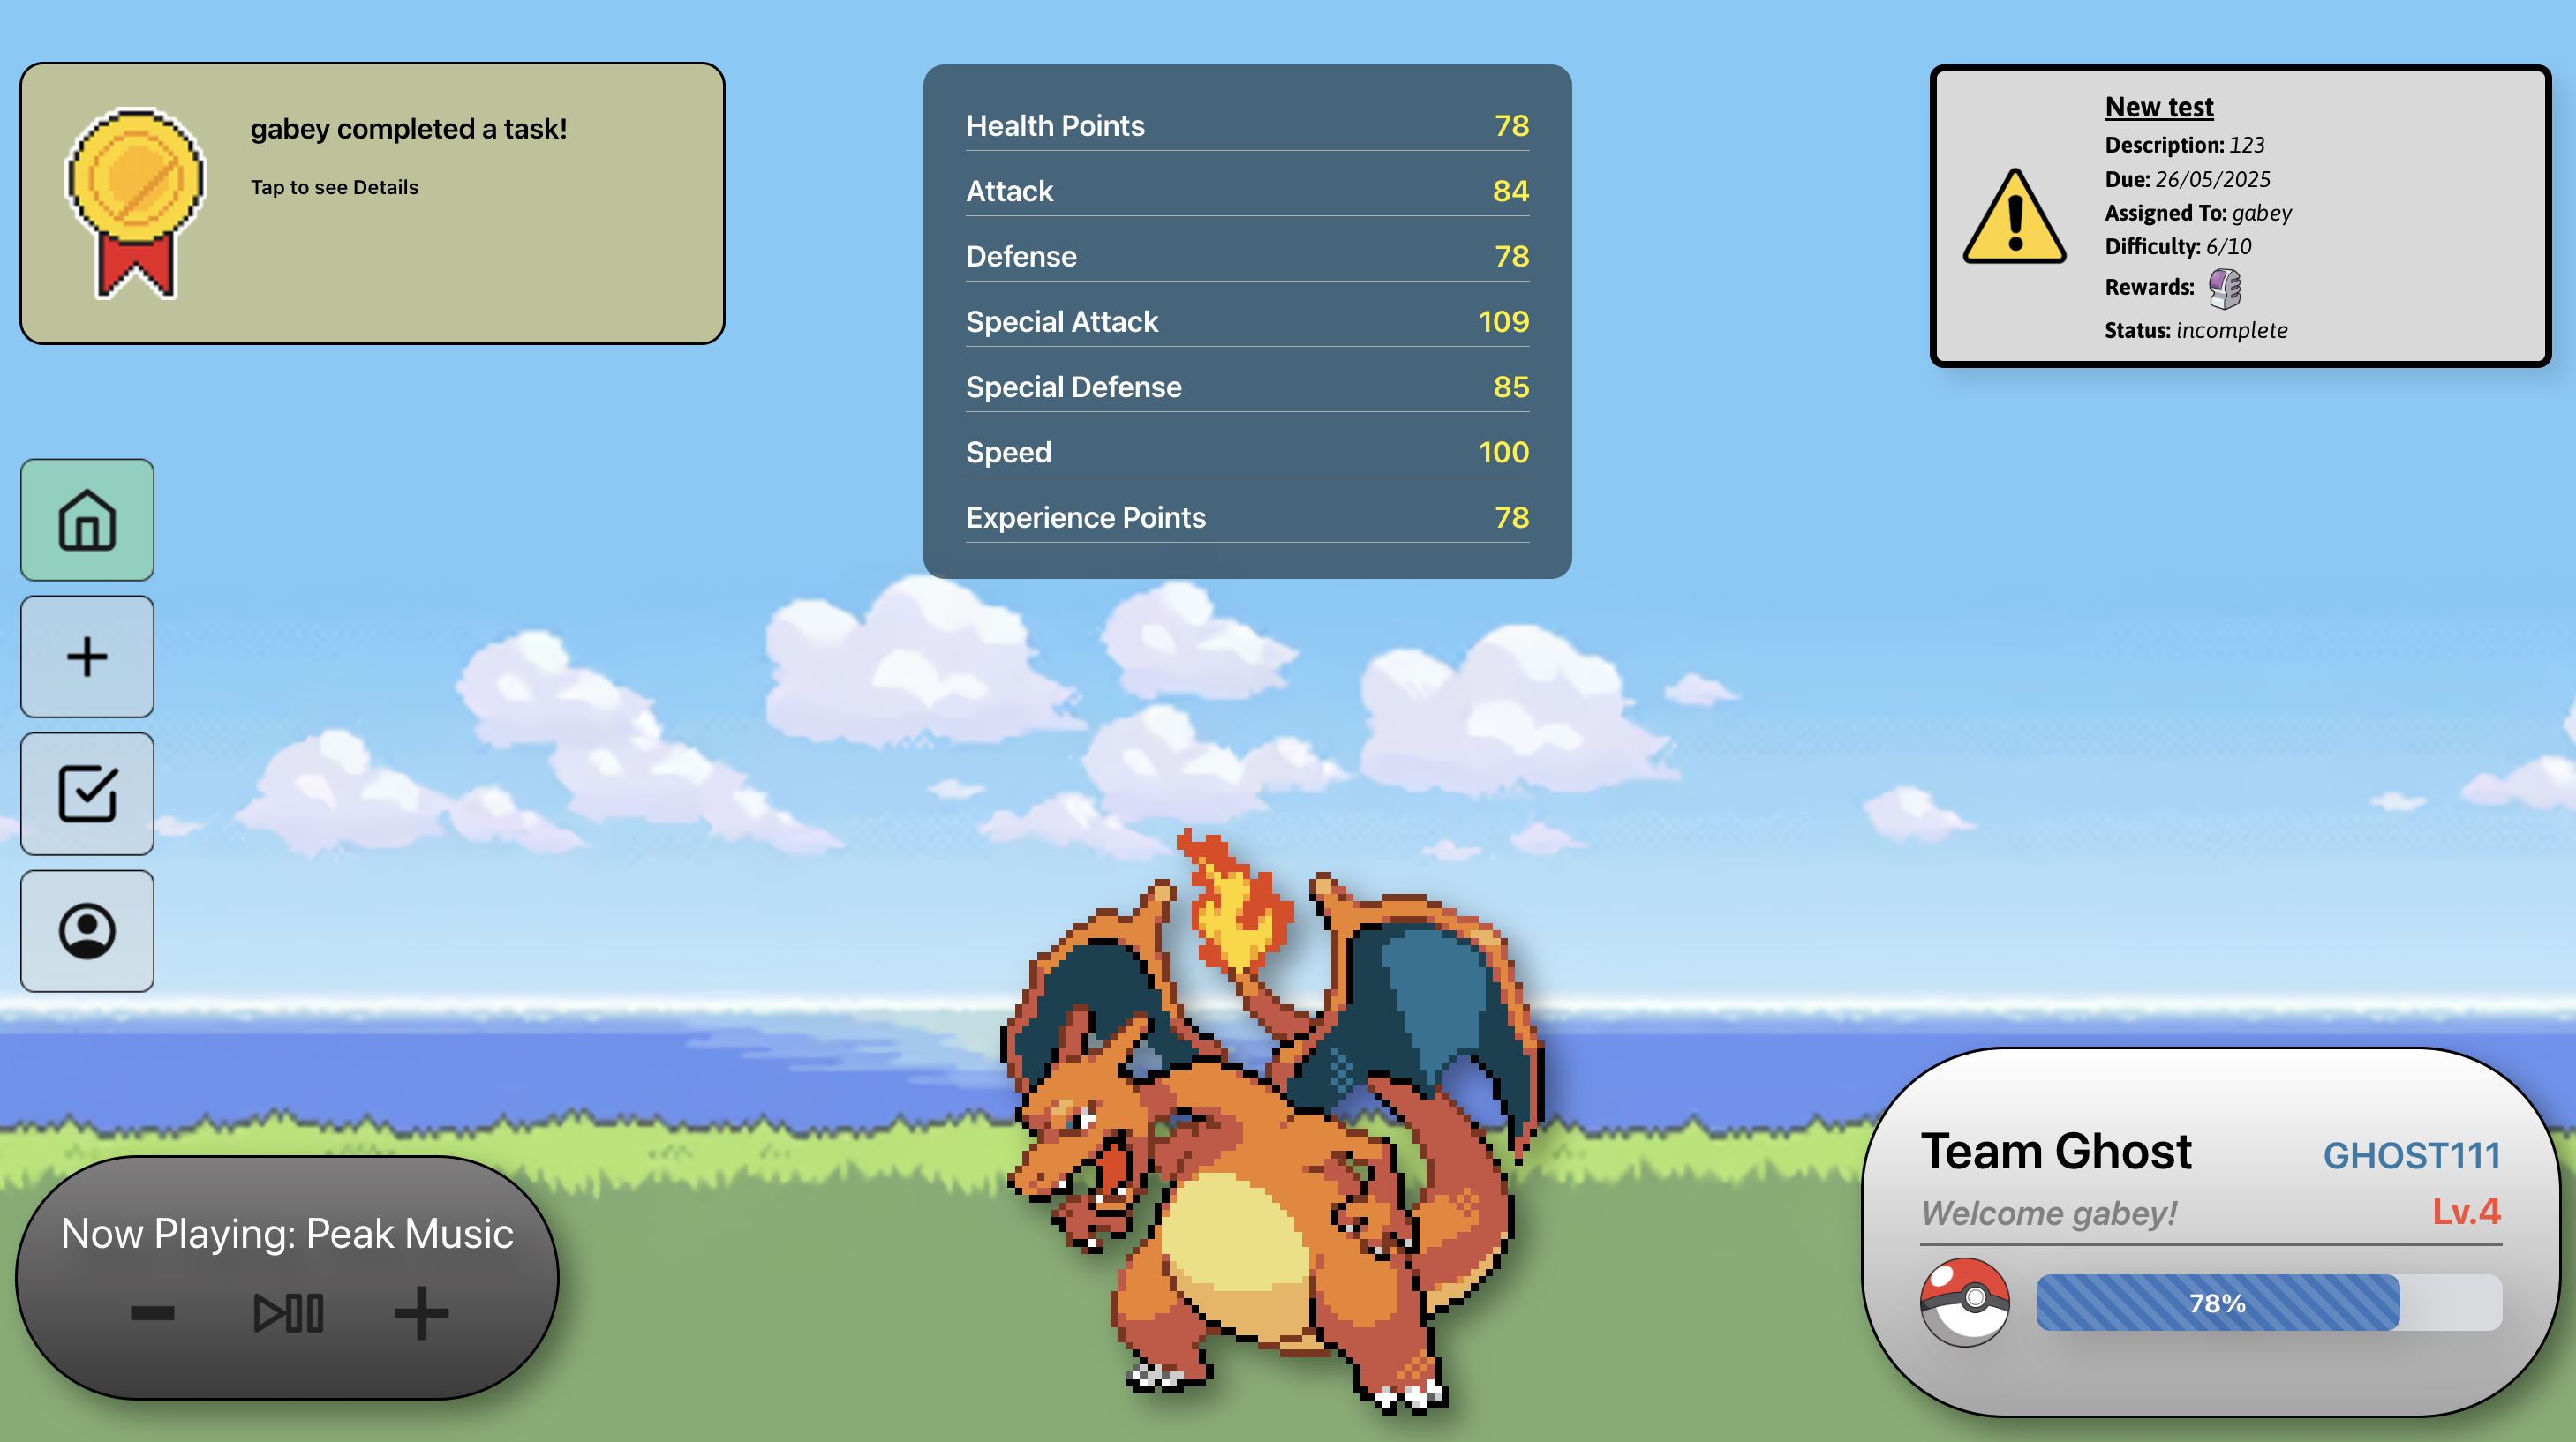 gabey completed a task!
Tap to see Details
Health Points 78
Attack 84
Defense 78
Special Attack 109
Special Defense 85
Speed 100
Experience Points 78
New test
Description: 123
Due: 26/05/2025
Assigned To: gabey
Difficulty: 6/10
Rewards:
Status: incomplete
Now Playing: Peak Music
Team Ghost GHOST111
Welcome gabey! Lv.4
78%